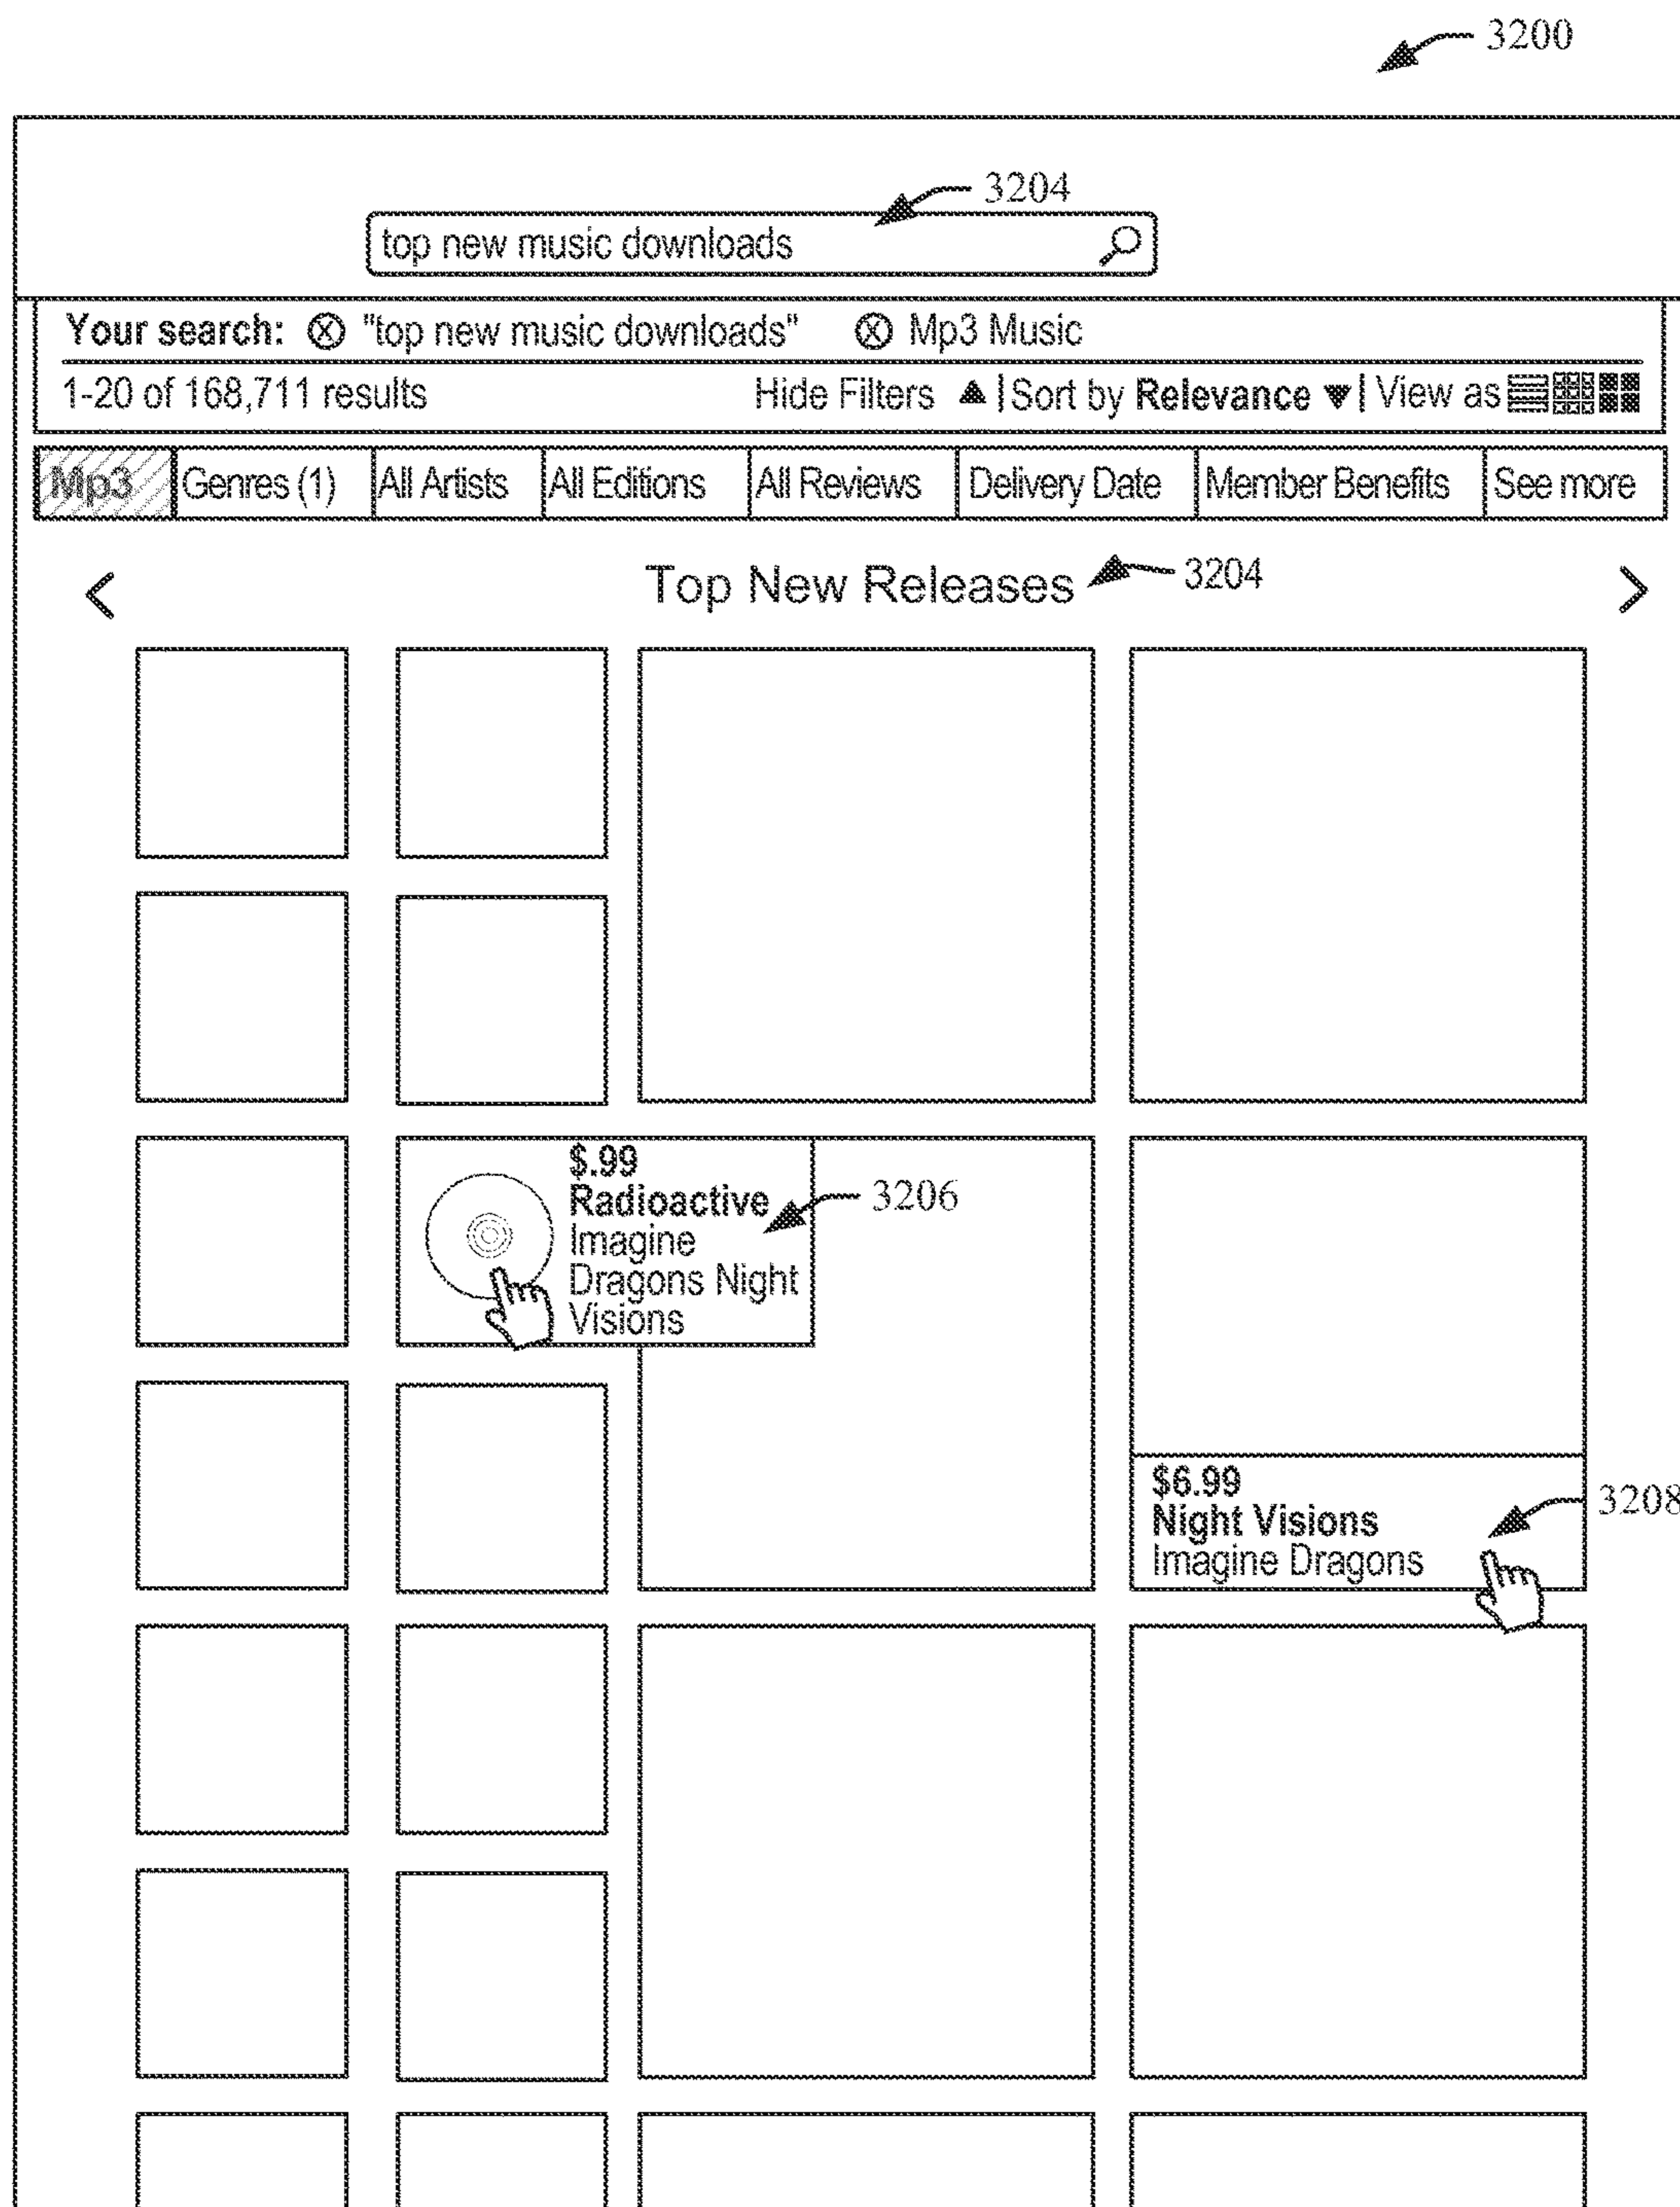 3200
3204
top new music downloads
Your search: ⓧ "top new music downloads" ⓧ Mp3 Music
1-20 of 168,711 results Hide Filters ▲ | Sort by Relevance ▼ | View as
Mp3 Genres (1) All Artists All Editions All Reviews Delivery Date Member Benefits See more
< Top New Releases 3204 >
$.99
Radioactive 3206
Imagine
Dragons Night
Visions
$6.99
3208
Night Visions
Imagine Dragons